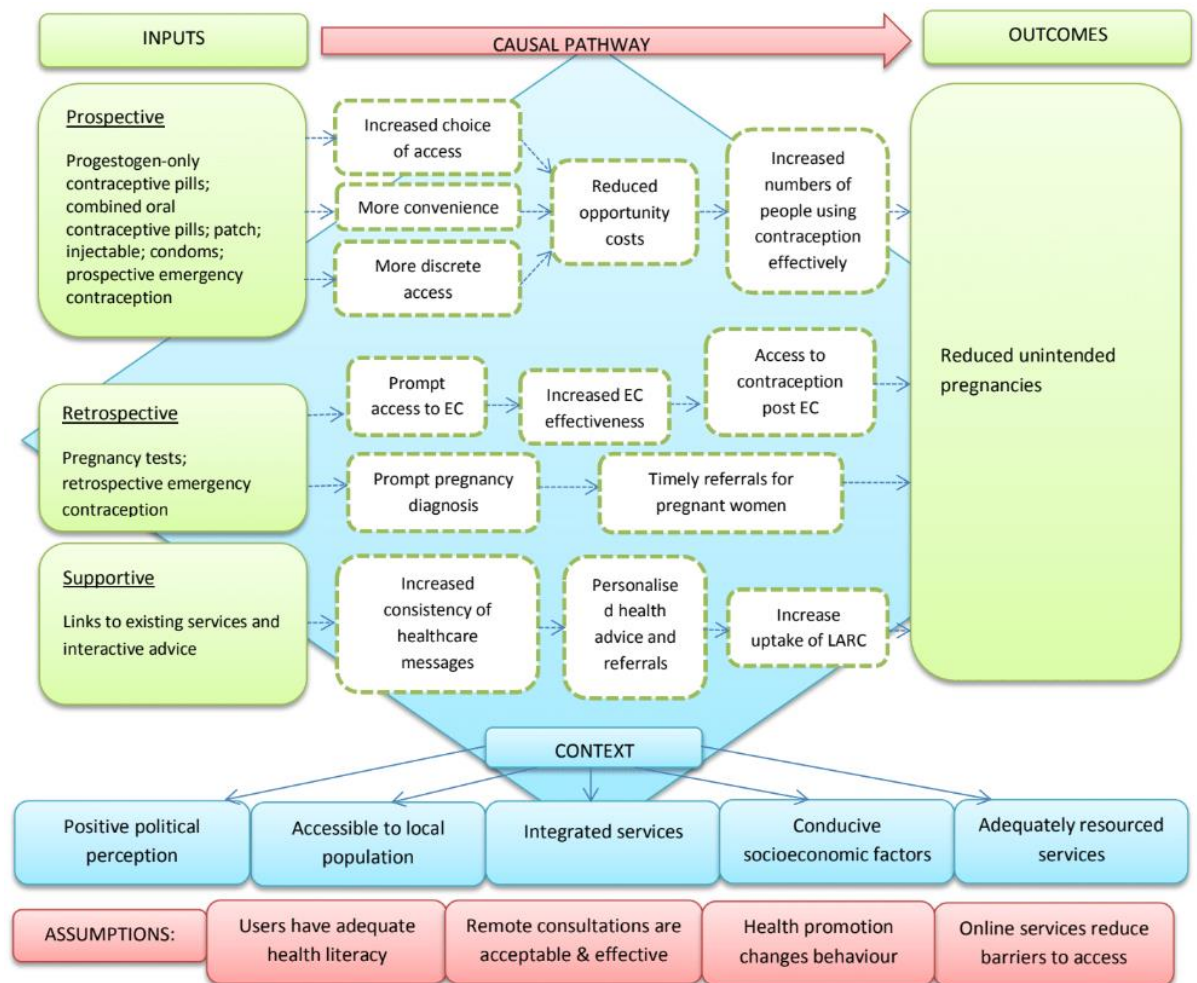 INPUTS
CAUSAL PATHWAY
OUTCOMES
Prospective
Progestogen-only
contraceptive pills;
combined oral
contraceptive pills; patch;
injectable; condoms;
prospective emergency
contraception
Increased choice
of access
More convenience
More discrete
access
Reduced
opportunity
costs
Increased
numbers of
people using
contraception
effectively
Reduced unintended
pregnancies
Retrospective
Pregnancy tests;
retrospective emergency
contraception
Prompt
access to EC
Increased EC
effectiveness
Access to
contraception
post EC
Prompt pregnancy
diagnosis
Timely referrals for
pregnant women
Supportive
Links to existing services and
interactive advice
Increased
consistency of
healthcare
messages
Personalise
d health
advice and
referrals
Increase
uptake of LARC
CONTEXT
Positive political
perception
Accessible to local
population
Integrated services
Conducive
socioeconomic factors
Adequately resourced
services
ASSUMPTIONS:
Users have adequate
health literacy
Remote consultations are
acceptable & effective
Health promotion
changes behaviour
Online services reduce
barriers to access